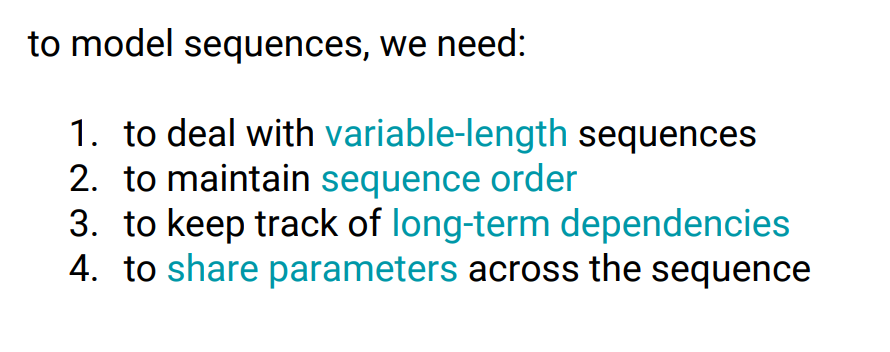 to model sequences, we need:
1. to deal with variable-length sequences
2. to maintain sequence order
3. to keep track of long-term dependencies
4. to share parameters across the sequence